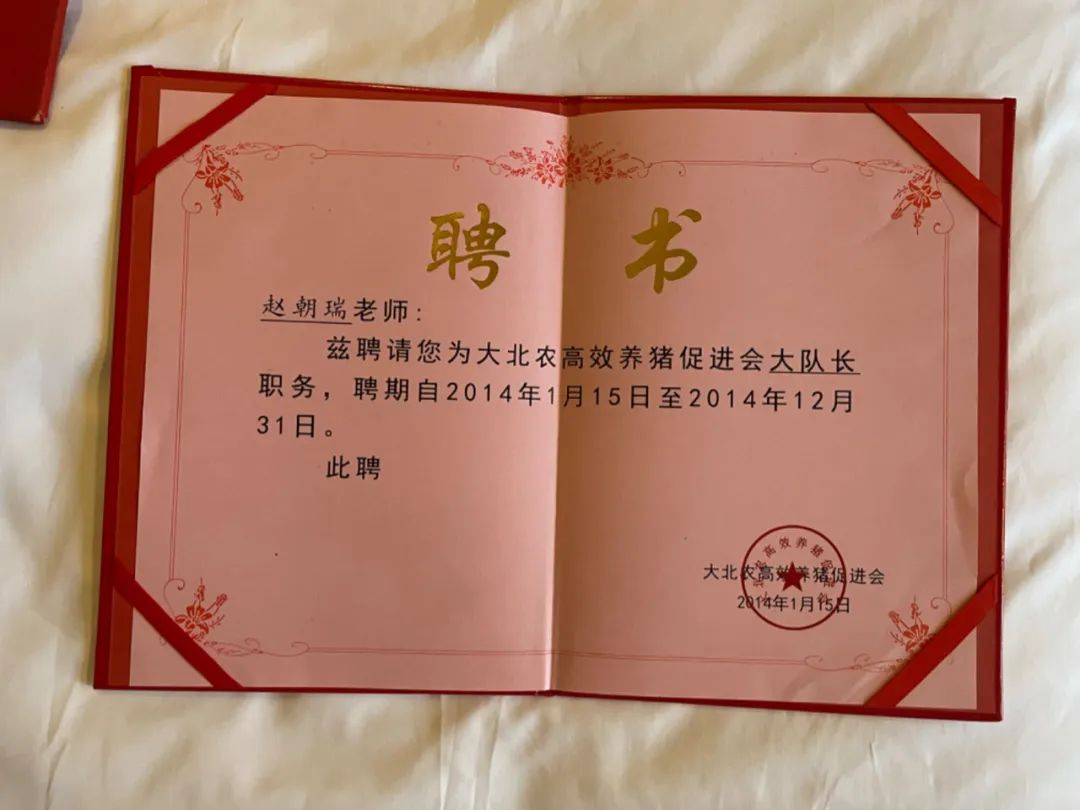 聘书
赵朝瑞老师：
兹聘请您为大北农高效养猪促进会大队长
职务，聘期自2014年1月15日至2014年12月
31日。
此聘
大北农高效养猪促进会
2014年1月15日